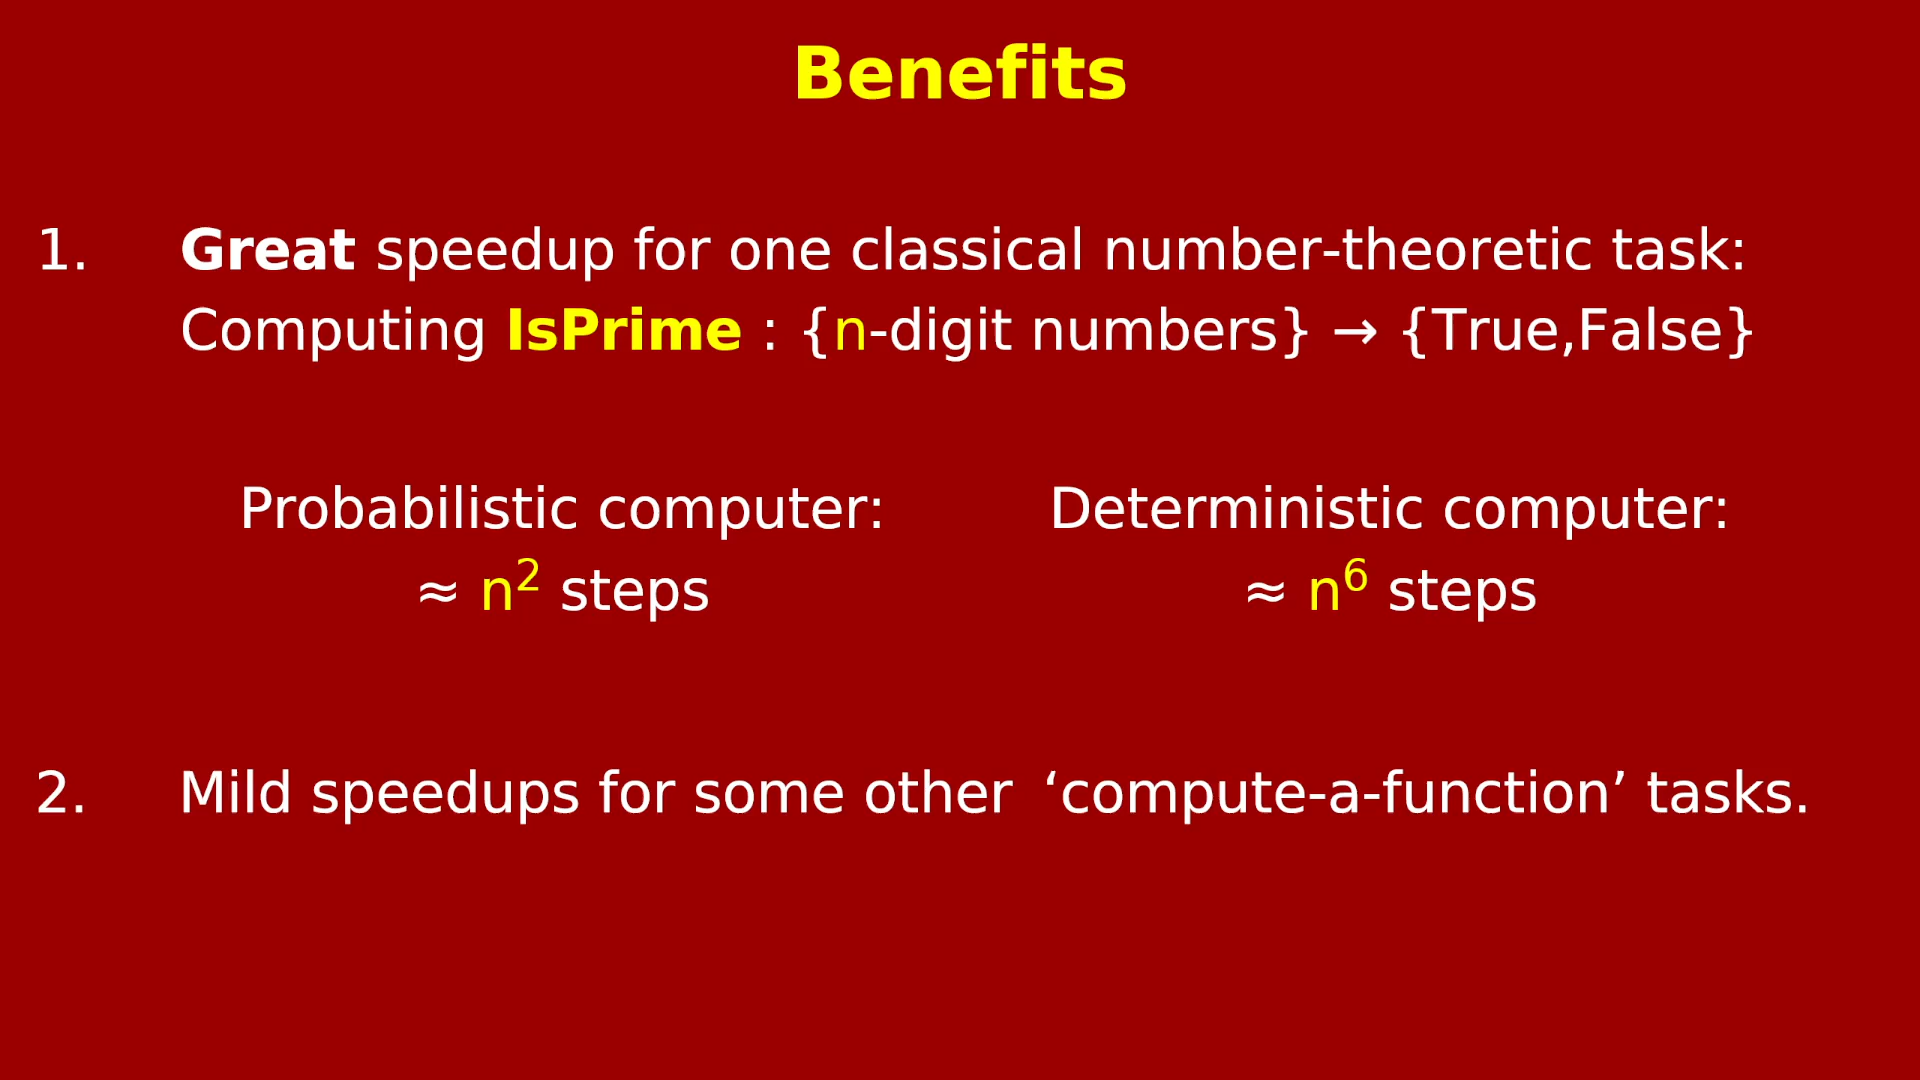 Benefits
1. Great speedup for one classical number-theoretic task:
Computing IsPrime : {n-digit numbers} → {True,False}
Probabilistic computer: Deterministic computer:
≈ n² steps ≈ n⁶ steps
2. Mild speedups for some other ‘compute-a-function’ tasks.